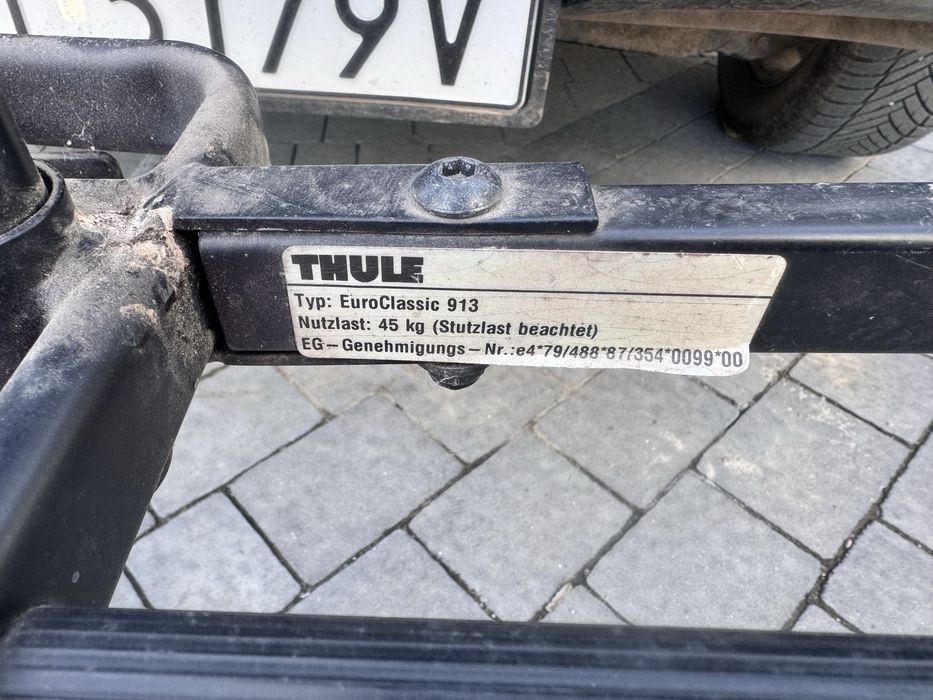 179V
THULE
Typ: EuroClassic 913
Nutzlast: 45 kg (Stutzlast beachtet)
EG-Genehmigungs-Nr.:e4*79/488*87/354*0099*00